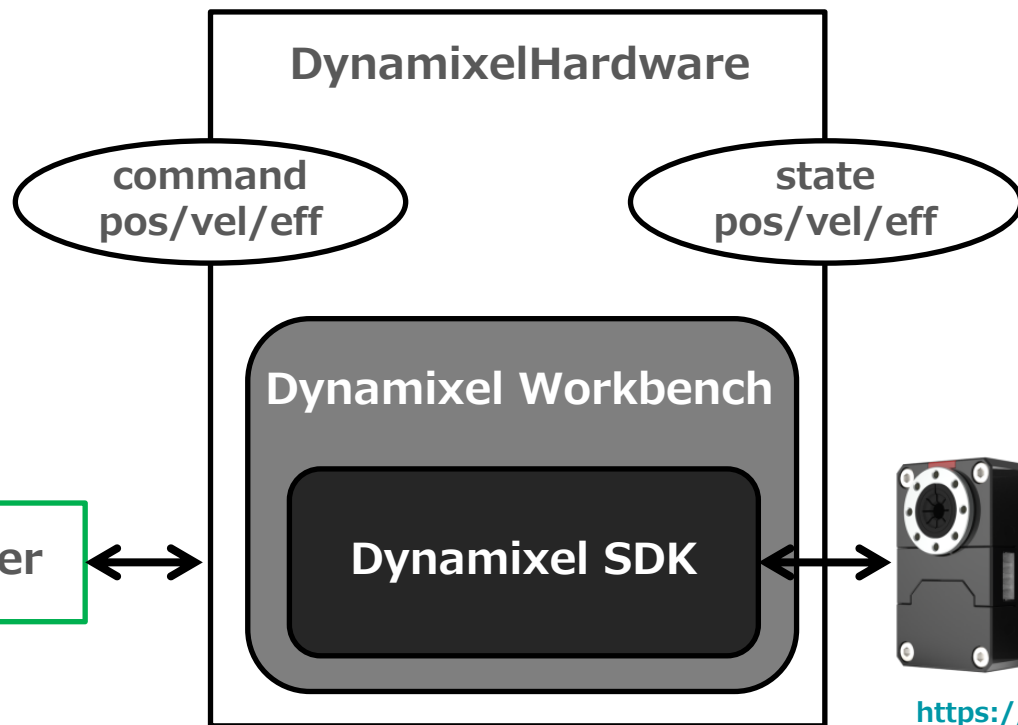 DynamixelHardware
command
pos/vel/eff
state
pos/vel/eff
Dynamixel Workbench
er
Dynamixel SDK
https:/